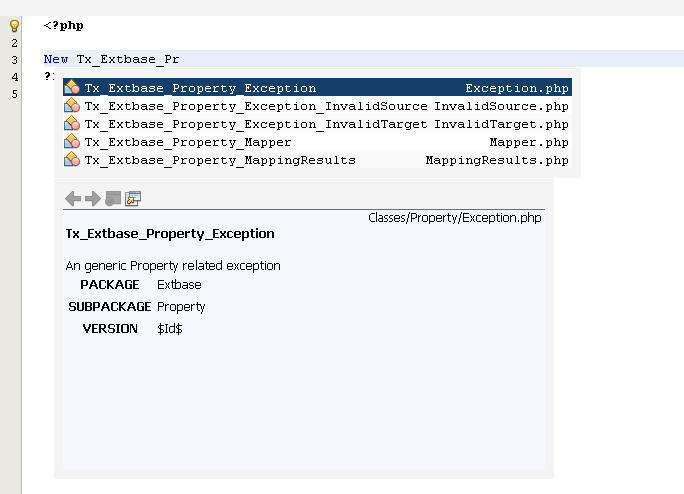 <?php
2
3 New Tx_Extbase_Pr
4 ?
5
Tx_Extbase_Property_Exception Exception.php
Tx_Extbase_Property_Exception_InvalidSource InvalidSource.php
Tx_Extbase_Property_Exception_InvalidTarget InvalidTarget.php
Tx_Extbase_Property_Mapper Mapper.php
Tx_Extbase_Property_MappingResults MappingResults.php
Classes/Property/Exception.php
Tx_Extbase_Property_Exception
An generic Property related exception
PACKAGE Extbase
SUBPACKAGE Property
VERSION $Id$